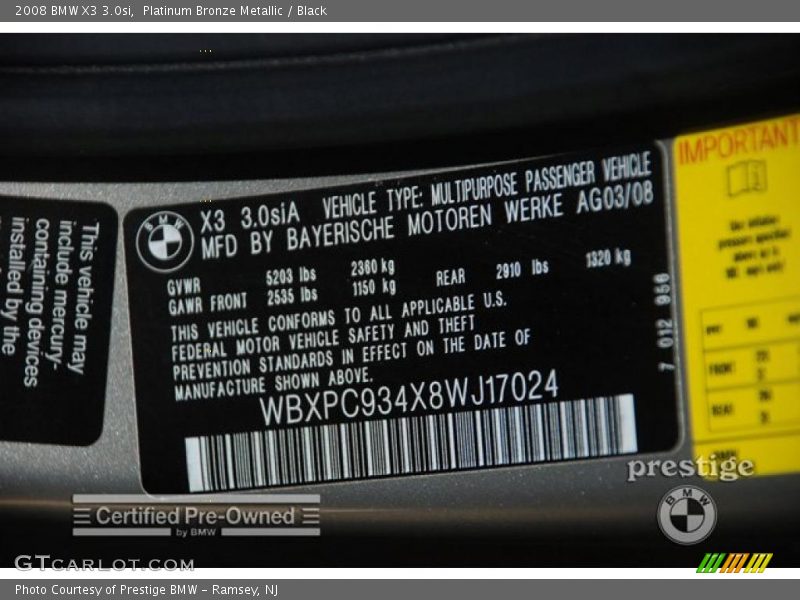 2008 BMW X3 3.0si,  Platinum Bronze Metallic / Black
This vehicle may
include mercury-
containing devices
installed by the
BMW
X3 3.0siA VEHICLE TYPE: MULTIPURPOSE PASSENGER VEHICLE
MFD BY BAYERISCHE MOTOREN WERKE AG03/08
GVWR 5203 lbs 2360 kg
GAWR FRONT 2535 lbs 1150 kg REAR 2910 lbs 1320 kg
THIS VEHICLE CONFORMS TO ALL APPLICABLE U.S.
FEDERAL MOTOR VEHICLE SAFETY AND THEFT
PREVENTION STANDARDS IN EFFECT ON THE DATE OF
MANUFACTURE SHOWN ABOVE.
WBXPC934X8WJ17024
7 012 956
IMPORTANT
FRONT
REAR
prestige
BMW
Certified Pre-Owned
by BMW
GTCARLOT.COM
Photo Courtesy of Prestige BMW - Ramsey, NJ